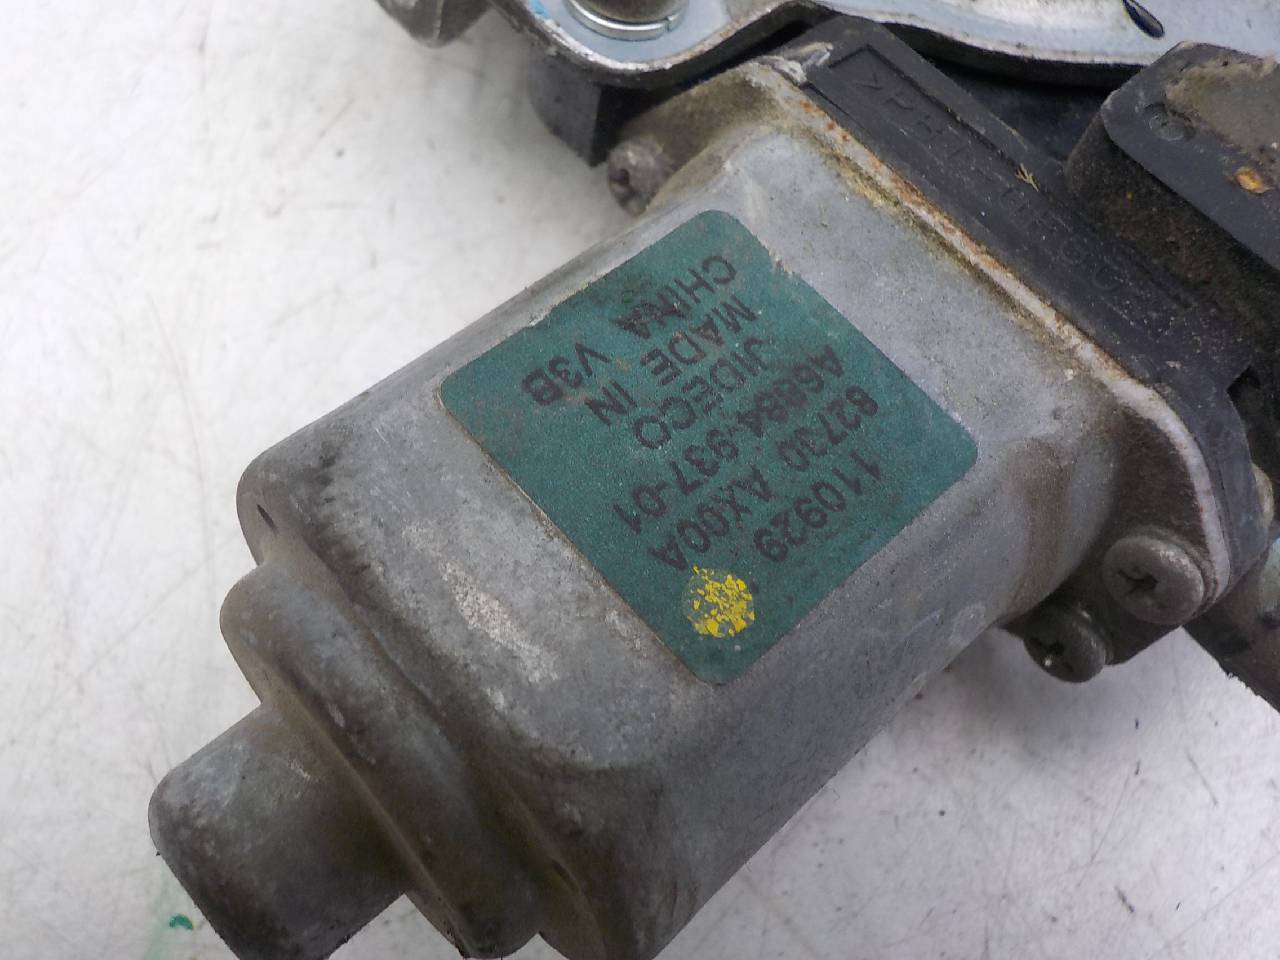 110929
82730 AX00A
A6884-937-01
JIDECO
MADE IN
CHINA V3B